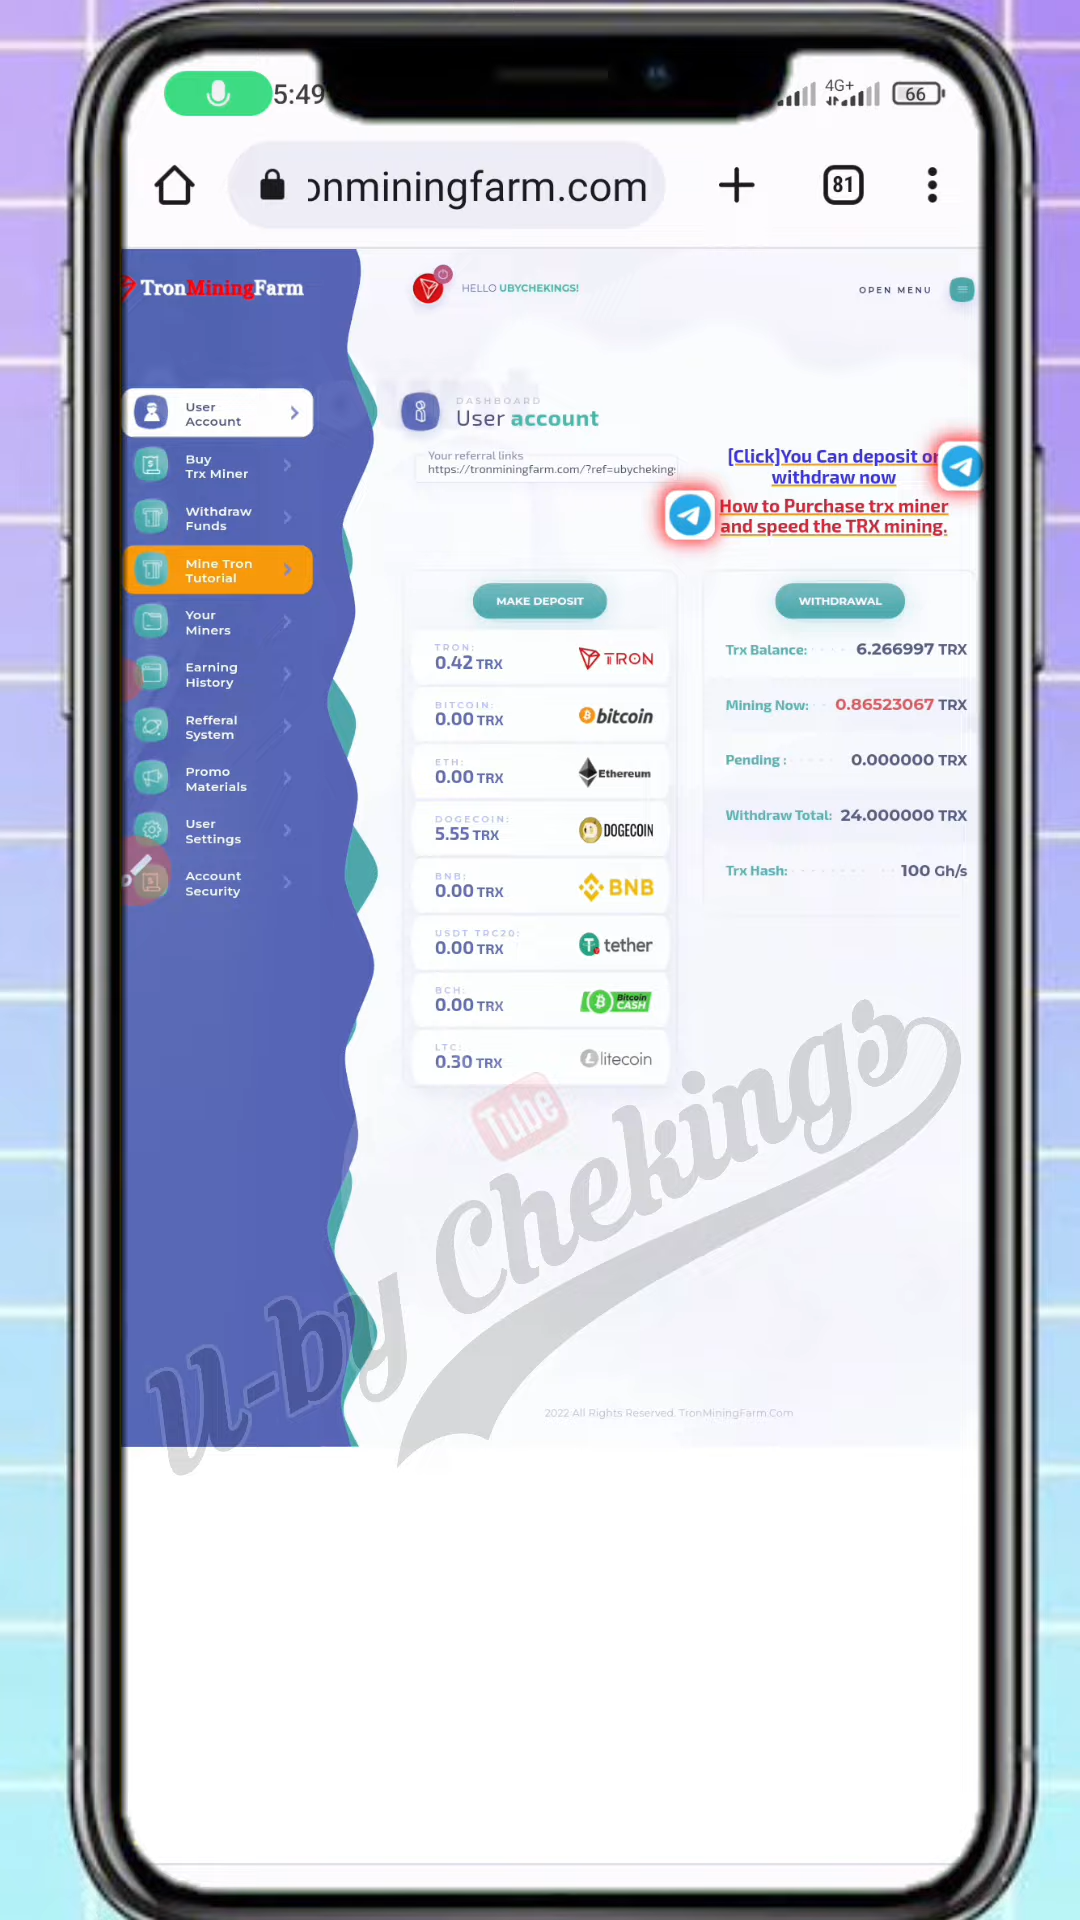 5:49
4G+
66
onminingfarm.com
81
TronMiningFarm
HELLO UBYCHEKINGS!
OPEN MENU
User
Account
Buy
Trx Miner
Withdraw
Funds
Mine Tron
Tutorial
Your
Miners
Earning
History
Refferal
System
Promo
Materials
User
Settings
Account
Security
DASHBOARD
User account
Your referral links
https://tronminingfarm.com/?ref=ubychekings
[Click]You Can deposit or
withdraw now
How to Purchase trx miner
and speed the TRX mining.
MAKE DEPOSIT
TRON:
0.42 TRX
TRON
BITCOIN:
0.00 TRX
bitcoin
ETH:
0.00 TRX
Ethereum
DOGECOIN:
5.55 TRX
DOGECOIN
BNB:
0.00 TRX
BNB
USDT TRC20:
0.00 TRX
tether
BCH:
0.00 TRX
Bitcoin
CASH
LTC:
0.30 TRX
litecoin
WITHDRAWAL
Trx Balance: 6.266997 TRX
Mining Now: 0.86523067 TRX
Pending : 0.000000 TRX
Withdraw Total: 24.000000 TRX
Trx Hash: 100 Gh/s
Tube
U-by Chekings
2022 All Rights Reserved. TronMiningFarm.Com